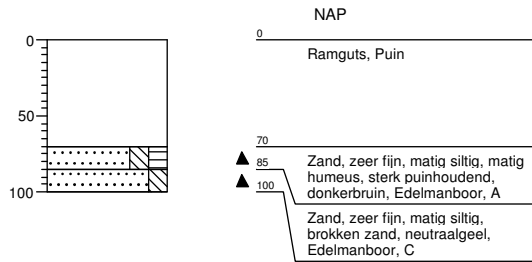 NAP
0
0
Ramguts, Puin
50
70
85
Zand, zeer fijn, matig siltig, matig
humeus, sterk puinhoudend,
donkerbruin, Edelmanboor, A
100
100
Zand, zeer fijn, matig siltig,
brokken zand, neutraalgeel,
Edelmanboor, C